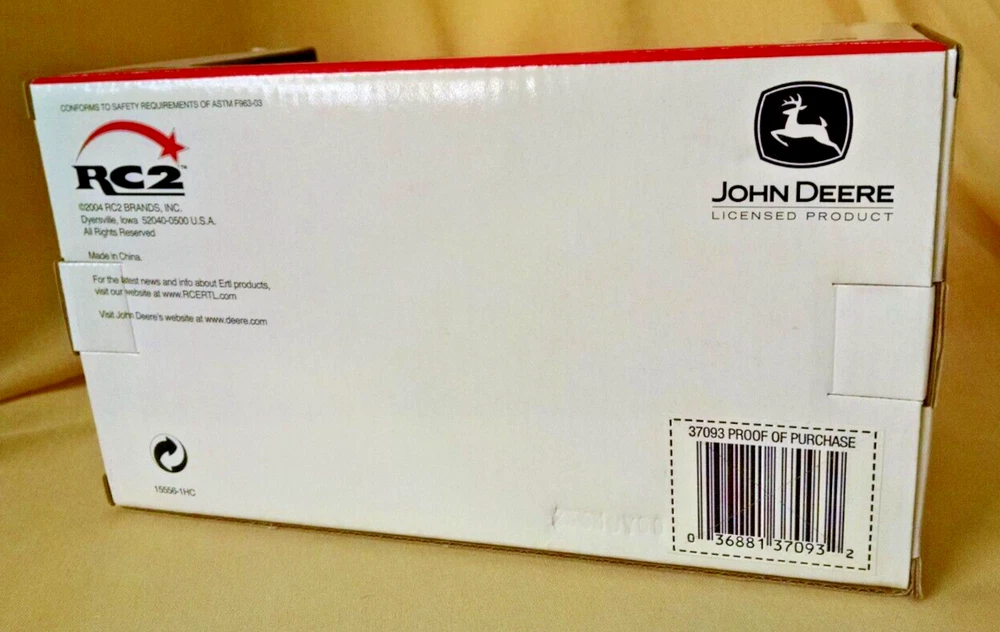 CONFORMS TO SAFETY REQUIREMENTS OF ASTM F963-03
RC2™
©2004 RC2 BRANDS, INC.
Dyersville, Iowa 52040-0500 U.S.A.
All Rights Reserved
Made in China.
For the latest news and info about Ertl products,
visit our website at www.RCERTL.com
Visit John Deere's website at www.deere.com
15556-1HC
JOHN DEERE
LICENSED PRODUCT
37093 PROOF OF PURCHASE
0 36881 37093 2